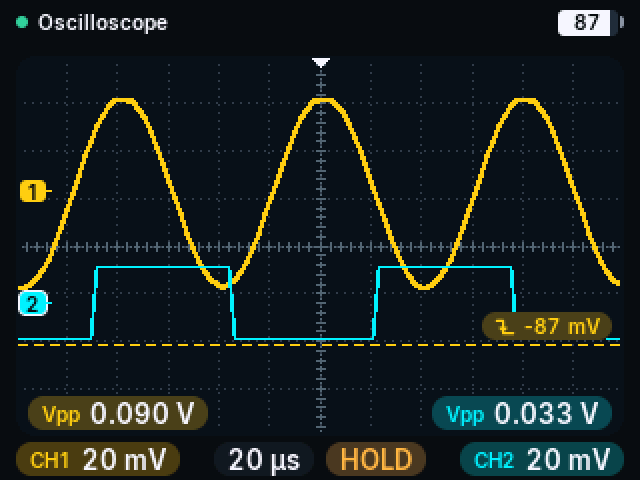 Oscilloscope 87
1
2
-87 mV
Vpp 0.090 V Vpp 0.033 V
CH1 20 mV 20 µs HOLD CH2 20 mV